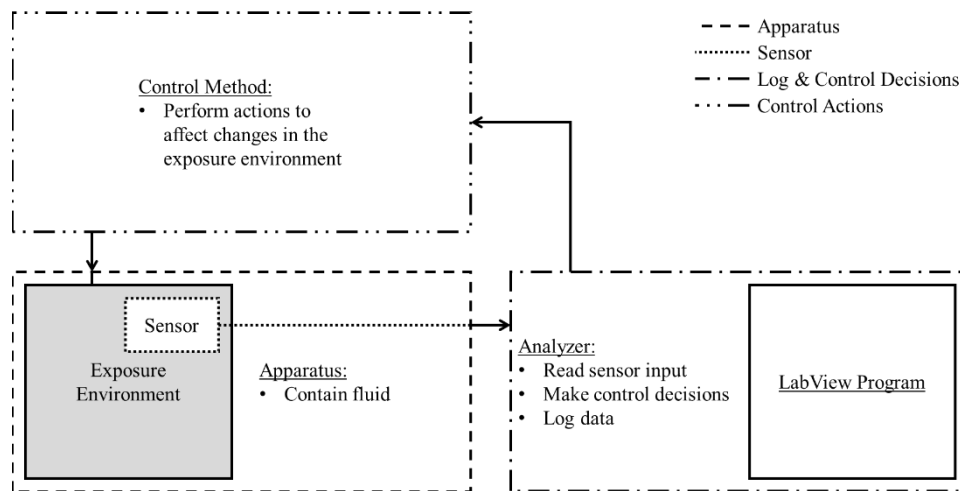 Control Method:
• Perform actions to
affect changes in the
exposure environment
Apparatus
Sensor
Log & Control Decisions
Control Actions
Sensor
Exposure
Environment
Apparatus:
• Contain fluid
Analyzer:
• Read sensor input
• Make control decisions
• Log data
LabView Program